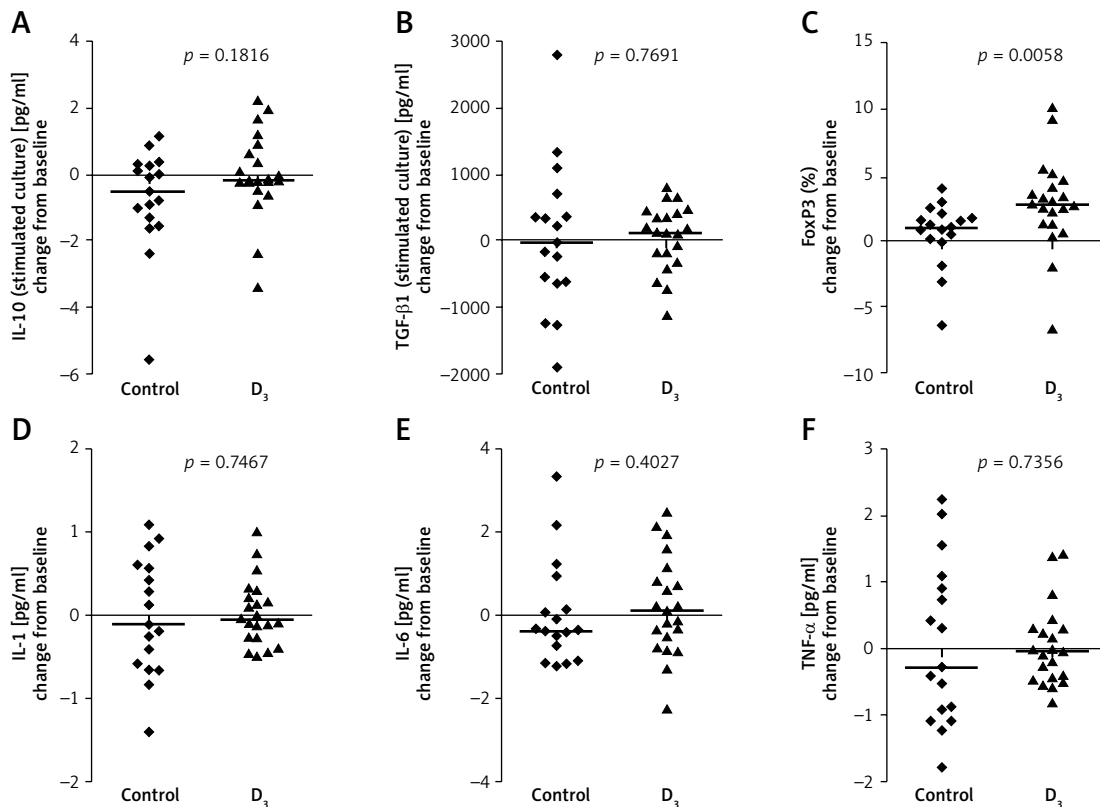 A
IL-10 (stimulated culture) [pg/ml]
change from baseline
4
2
0
−2
−4
−6
p = 0.1816
Control
D₃
B
TGF-β1 (stimulated culture) [pg/ml]
change from baseline
3000
2000
1000
0
−1000
−2000
p = 0.7691
Control
D₃
C
FoxP3 (%)
change from baseline
15
10
5
0
−5
−10
p = 0.0058
Control
D₃
D
IL-1 [pg/ml]
change from baseline
2
1
0
−1
−2
p = 0.7467
Control
D₃
E
IL-6 [pg/ml]
change from baseline
4
2
0
−2
−4
p = 0.4027
Control
D₃
F
TNF-α [pg/ml]
change from baseline
3
2
1
0
−1
−2
p = 0.7356
Control
D₃